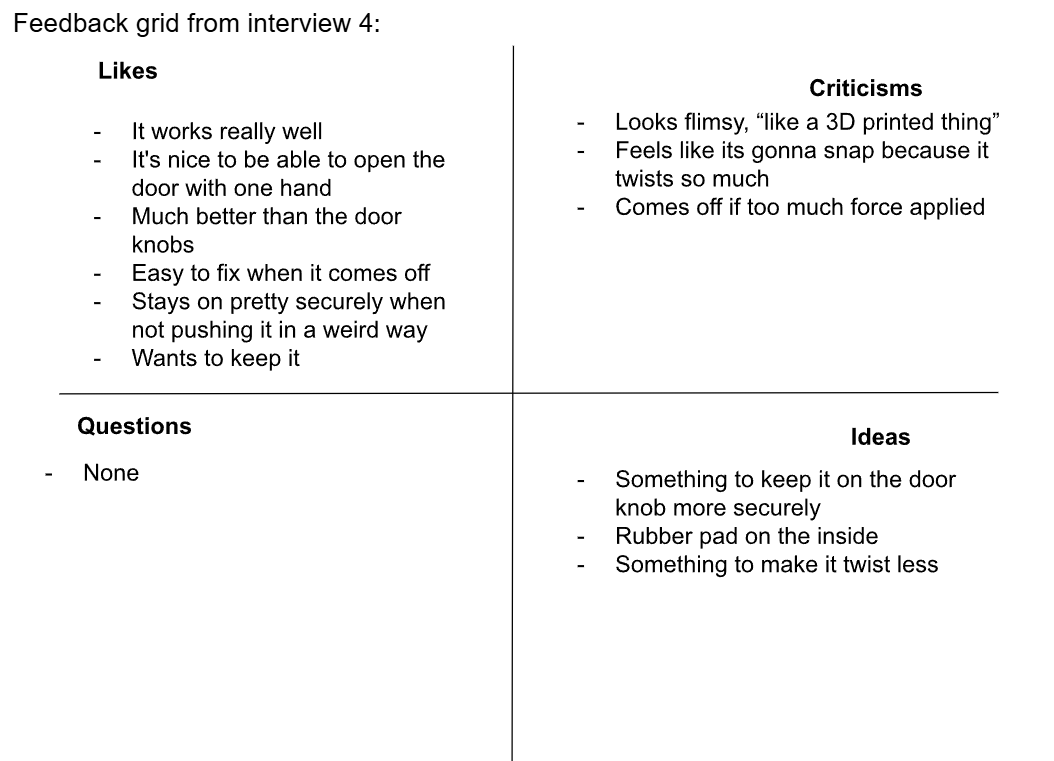 Feedback grid from interview 4:
Likes
- It works really well
- It's nice to be able to open the
door with one hand
- Much better than the door
knobs
- Easy to fix when it comes off
- Stays on pretty securely when
not pushing it in a weird way
- Wants to keep it
Criticisms
- Looks flimsy, “like a 3D printed thing”
- Feels like its gonna snap because it
twists so much
- Comes off if too much force applied
Questions
- None
Ideas
- Something to keep it on the door
knob more securely
- Rubber pad on the inside
- Something to make it twist less